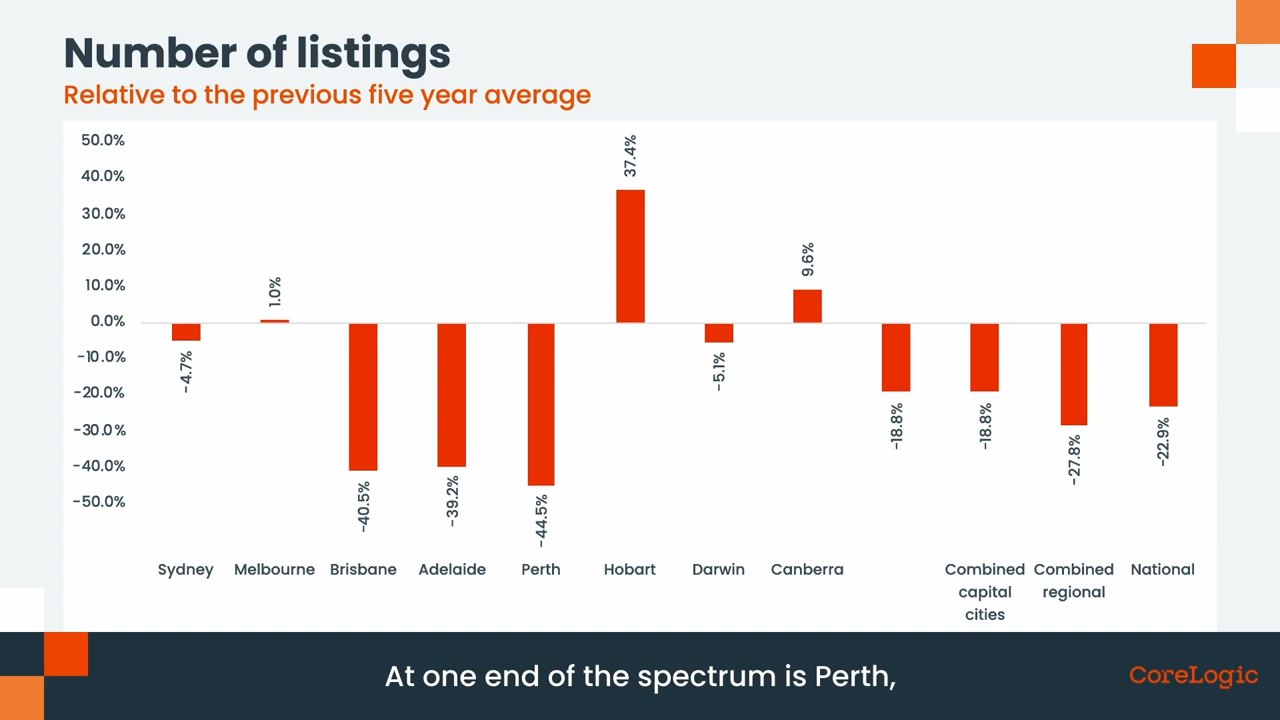 Number of listings
Relative to the previous five year average
50.0%
40.0%
30.0%
20.0%
10.0%
0.0%
-10.0%
-20.0%
-30.0%
-40.0%
-50.0%
-4.7%
1.0%
-40.5%
-39.2%
-44.5%
37.4%
-5.1%
9.6%
-18.8%
-18.8%
-27.8%
-22.9%
Sydney
Melbourne
Brisbane
Adelaide
Perth
Hobart
Darwin
Canberra
Combined
capital
cities
Combined
regional
National
At one end of the spectrum is Perth,
CoreLogic